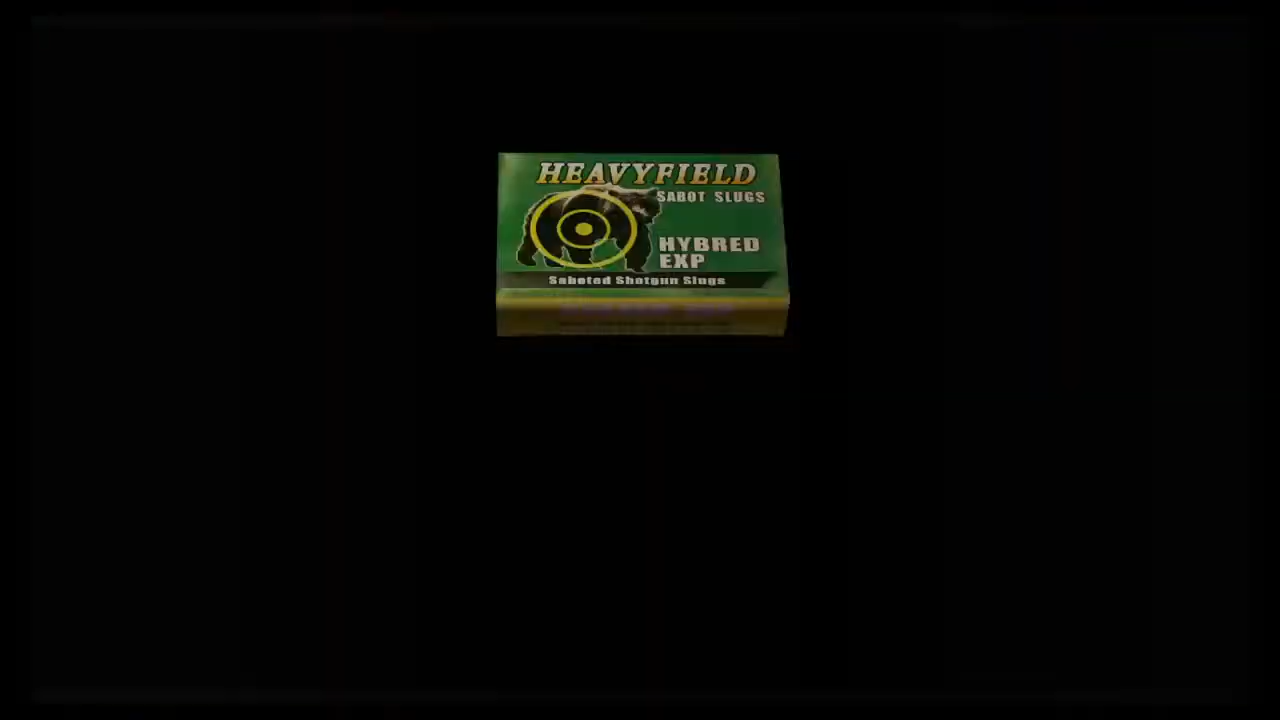 HEAVYFIELD
SABOT SLUGS
HYBRED
EXP
Saboted Shotgun Slugs